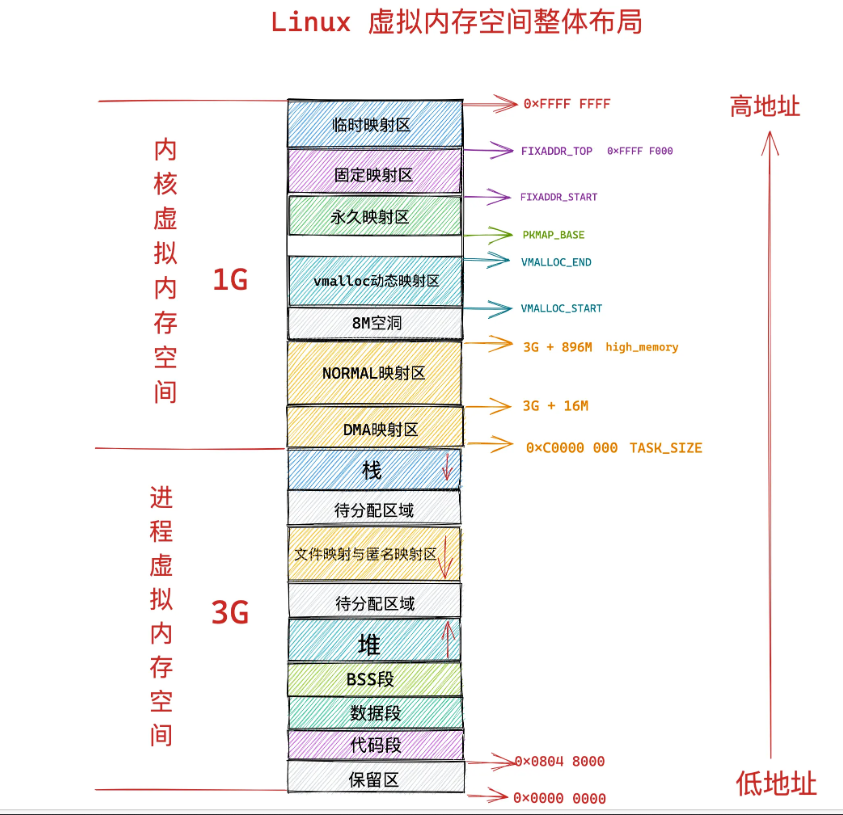 Linux 虚拟内存空间整体布局
0×FFFF FFFF
高地址
临时映射区
内核虚拟内存空间
FIXADDR_TOP 0×FFFF F000
固定映射区
FIXADDR_START
永久映射区
PKMAP_BASE
VMALLOC_END
1G
vmalloc动态映射区
VMALLOC_START
8M空洞
3G + 896M high_memory
NORMAL映射区
3G + 16M
DMA映射区
0×C0000 000 TASK_SIZE
栈
进程虚拟内存空间
待分配区域
文件映射与匿名映射区
待分配区域
3G
堆
BSS段
数据段
代码段
0×0804 8000
保留区
低地址
0×0000 0000